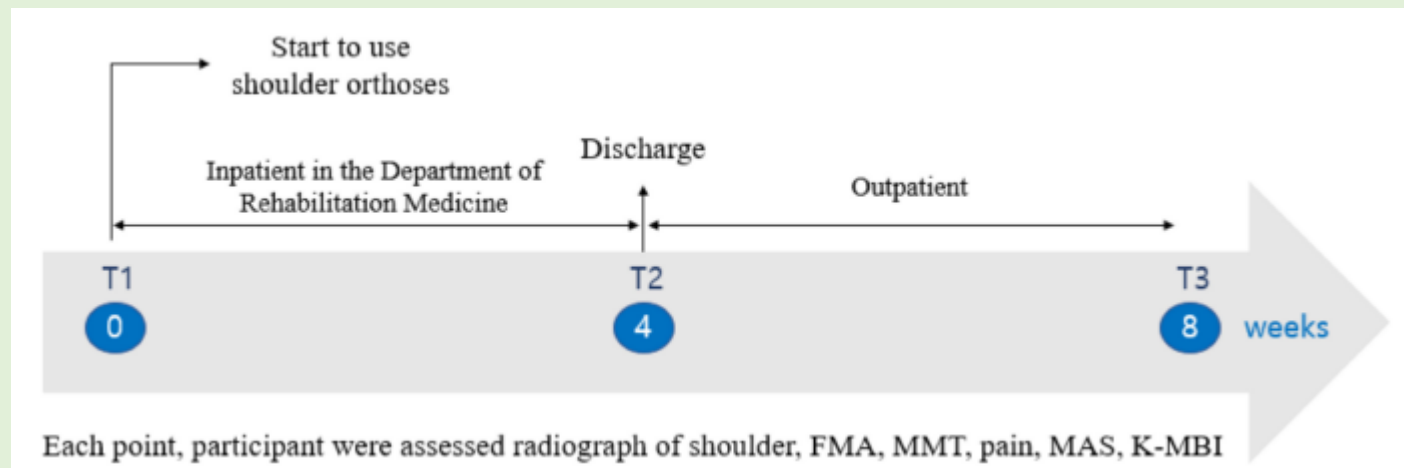 Start to use
shoulder orthoses
Discharge
Inpatient in the Department of
Rehabilitation Medicine
Outpatient
T1
T2
T3
0
4
8
weeks
Each point, participant were assessed radiograph of shoulder, FMA, MMT, pain, MAS, K-MBI